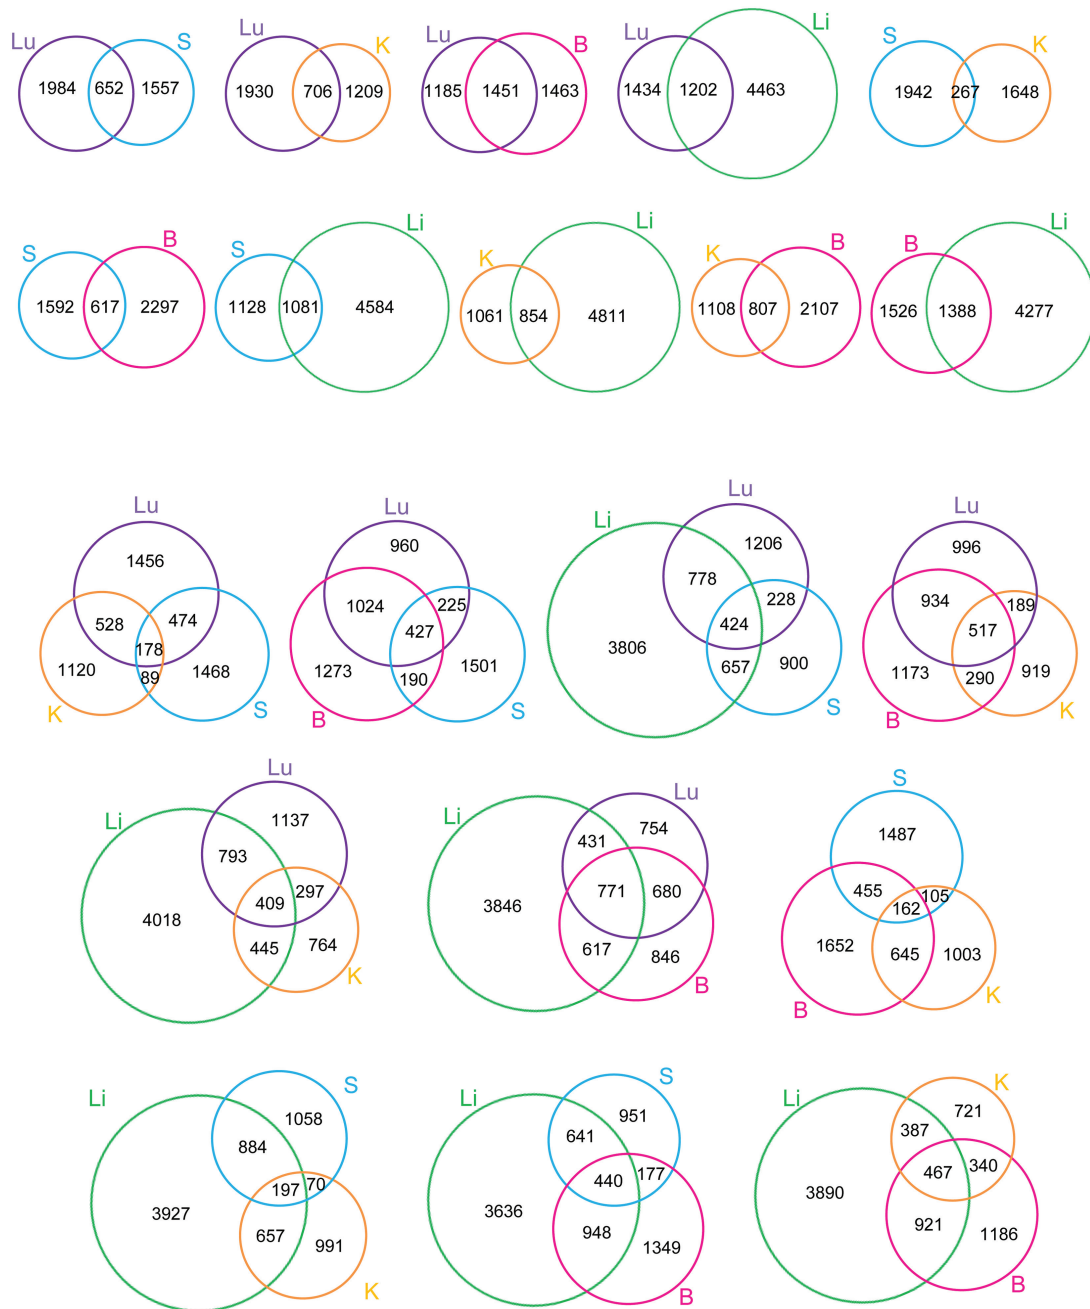 Lu S Lu K Lu B Lu Li S K
1984 652 1557 1930 706 1209 1185 1451 1463 1434 1202 4463 1942 267 1648
S B S Li K Li K B B Li
1592 617 2297 1128 1081 4584 1061 854 4811 1108 807 2107 1526 1388 4277
Lu Lu Li Lu Lu
1456 960 1206 996
528 474 1024 225 778 228 934 189
178 427 424 517
1120 89 1468 1273 190 1501 3806 657 900 1173 290 919
K S B S S B K
Li Lu Li Lu S
1137 431 754 1487
793 297 771 680 455 105
4018 409 3846 162
445 764 617 846 1652 645 1003
K B B K
Li S Li S Li K
1058 951 721
884 641 387
197 70 440 177 467 340
3927 3636 3890
657 991 948 1349 921 1186
K B B